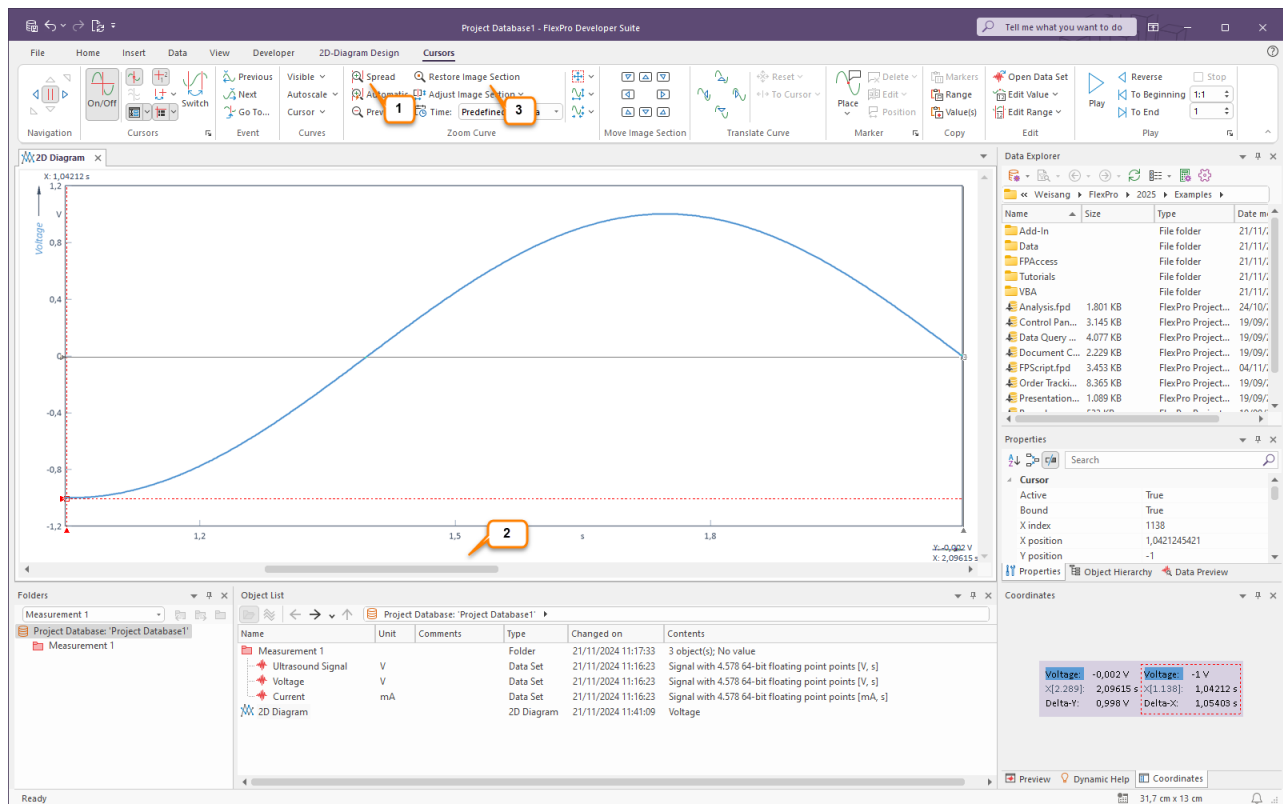 Project Database1 - FlexPro Developer Suite
Tell me what you want to do
File Home Insert Data View Developer 2D-Diagram Design Cursors
On/Off
Switch
Previous
Next
Go To...
Visible
Autoscale
Cursor
Spread
Automatic
Restore Image Section
Adjust Image Section
Time:
1
3
Reset
To Cursor
Place
Delete
Edit
Position
Markers
Range
Value(s)
Open Data Set
Edit Value
Edit Range
Play
Reverse
To Beginning
To End
Stop
1:1
1
Navigation Cursors Event Curves Zoom Curve Move Image Section Translate Curve Marker Copy Edit Play
2D Diagram
X: 1,04212 s
1,2
V
Voltage
0,8
0,4
0
-0,4
-0,8
-1,2
1,2 1,5 s 1,8
2
Y: -0,002 V
X: 2,09615 s
Data Explorer
« Weisang FlexPro 2025 Examples
Name Size Type
Add-In File folder 21/11/
Data File folder 21/11/
FPAccess File folder 21/11/
Tutorials File folder 21/11/
VBA File folder 21/11/
Analysis.fpd 1.801 KB FlexPro Project... 24/10/
Control Pan... 3.145 KB FlexPro Project... 19/09/
Data Query ... 4.077 KB FlexPro Project... 19/09/
Document C... 2.229 KB FlexPro Project... 19/09/
FPScript.fpd 3.453 KB FlexPro Project... 04/11/
Order Tracki... 8.365 KB FlexPro Project... 19/09/
Presentation... 1.089 KB FlexPro Project... 19/09/
Properties
Search
Cursor
Active True
Bound True
X index 1138
X position 1,0421245421
Y position -1
Properties Object Hierarchy Data Preview
Folders
Measurement 1
Project Database: 'Project Database1'
Measurement 1
Object List
Project Database: 'Project Database1'
Name Unit Comments Type Changed on Contents
Measurement 1 Folder 21/11/2024 11:17:33 3 object(s); No value
Ultrasound Signal V Data Set 21/11/2024 11:16:23 Signal with 4.578 64-bit floating point points [V, s]
Voltage V Data Set 21/11/2024 11:16:23 Signal with 4.578 64-bit floating point points [V, s]
Current mA Data Set 21/11/2024 11:16:23 Signal with 4.578 64-bit floating point points [mA, s]
2D Diagram 2D Diagram 21/11/2024 11:41:09 Voltage
Coordinates
Voltage: -0,002 V Voltage: -1 V
X[2.289]: 2,09615 s X[1.138]: 1,04212 s
Delta-Y: 0,998 V Delta-X: 1,05403 s
Preview Dynamic Help Coordinates
Ready
31,7 cm x 13 cm